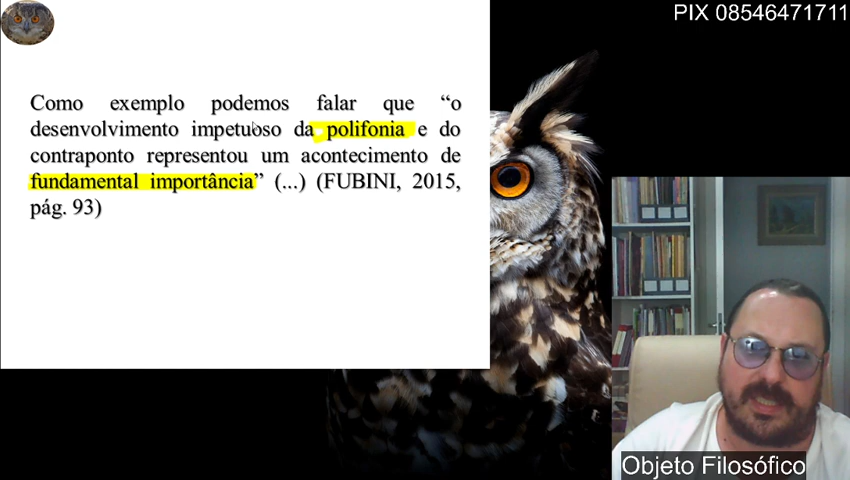 PIX 08546471711
Como exemplo podemos falar que “o
desenvolvimento impetuoso da polifonia e do
contraponto representou um acontecimento de
fundamental importância” (...) (FUBINI, 2015,
pág. 93)
Objeto Filosófico